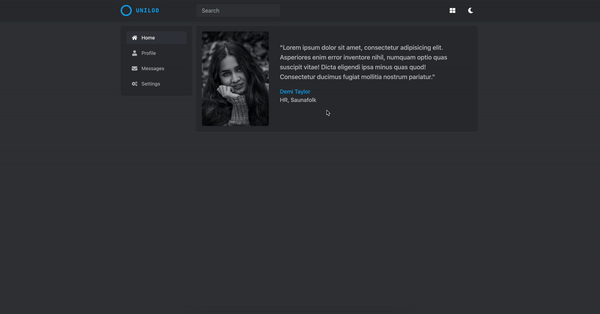 UNILOO
Search
Home
Profile
Messages
Settings
"Lorem ipsum dolor sit amet, consectetur adipisicing elit.
Asperiores enim error inventore nihil, numquam optio quas
suscipit vitae! Dicta eligendi ipsa minus quas quod!
Consectetur ducimus fugiat mollitia nostrum pariatur."
Demi Taylor
HR, Saunafolk